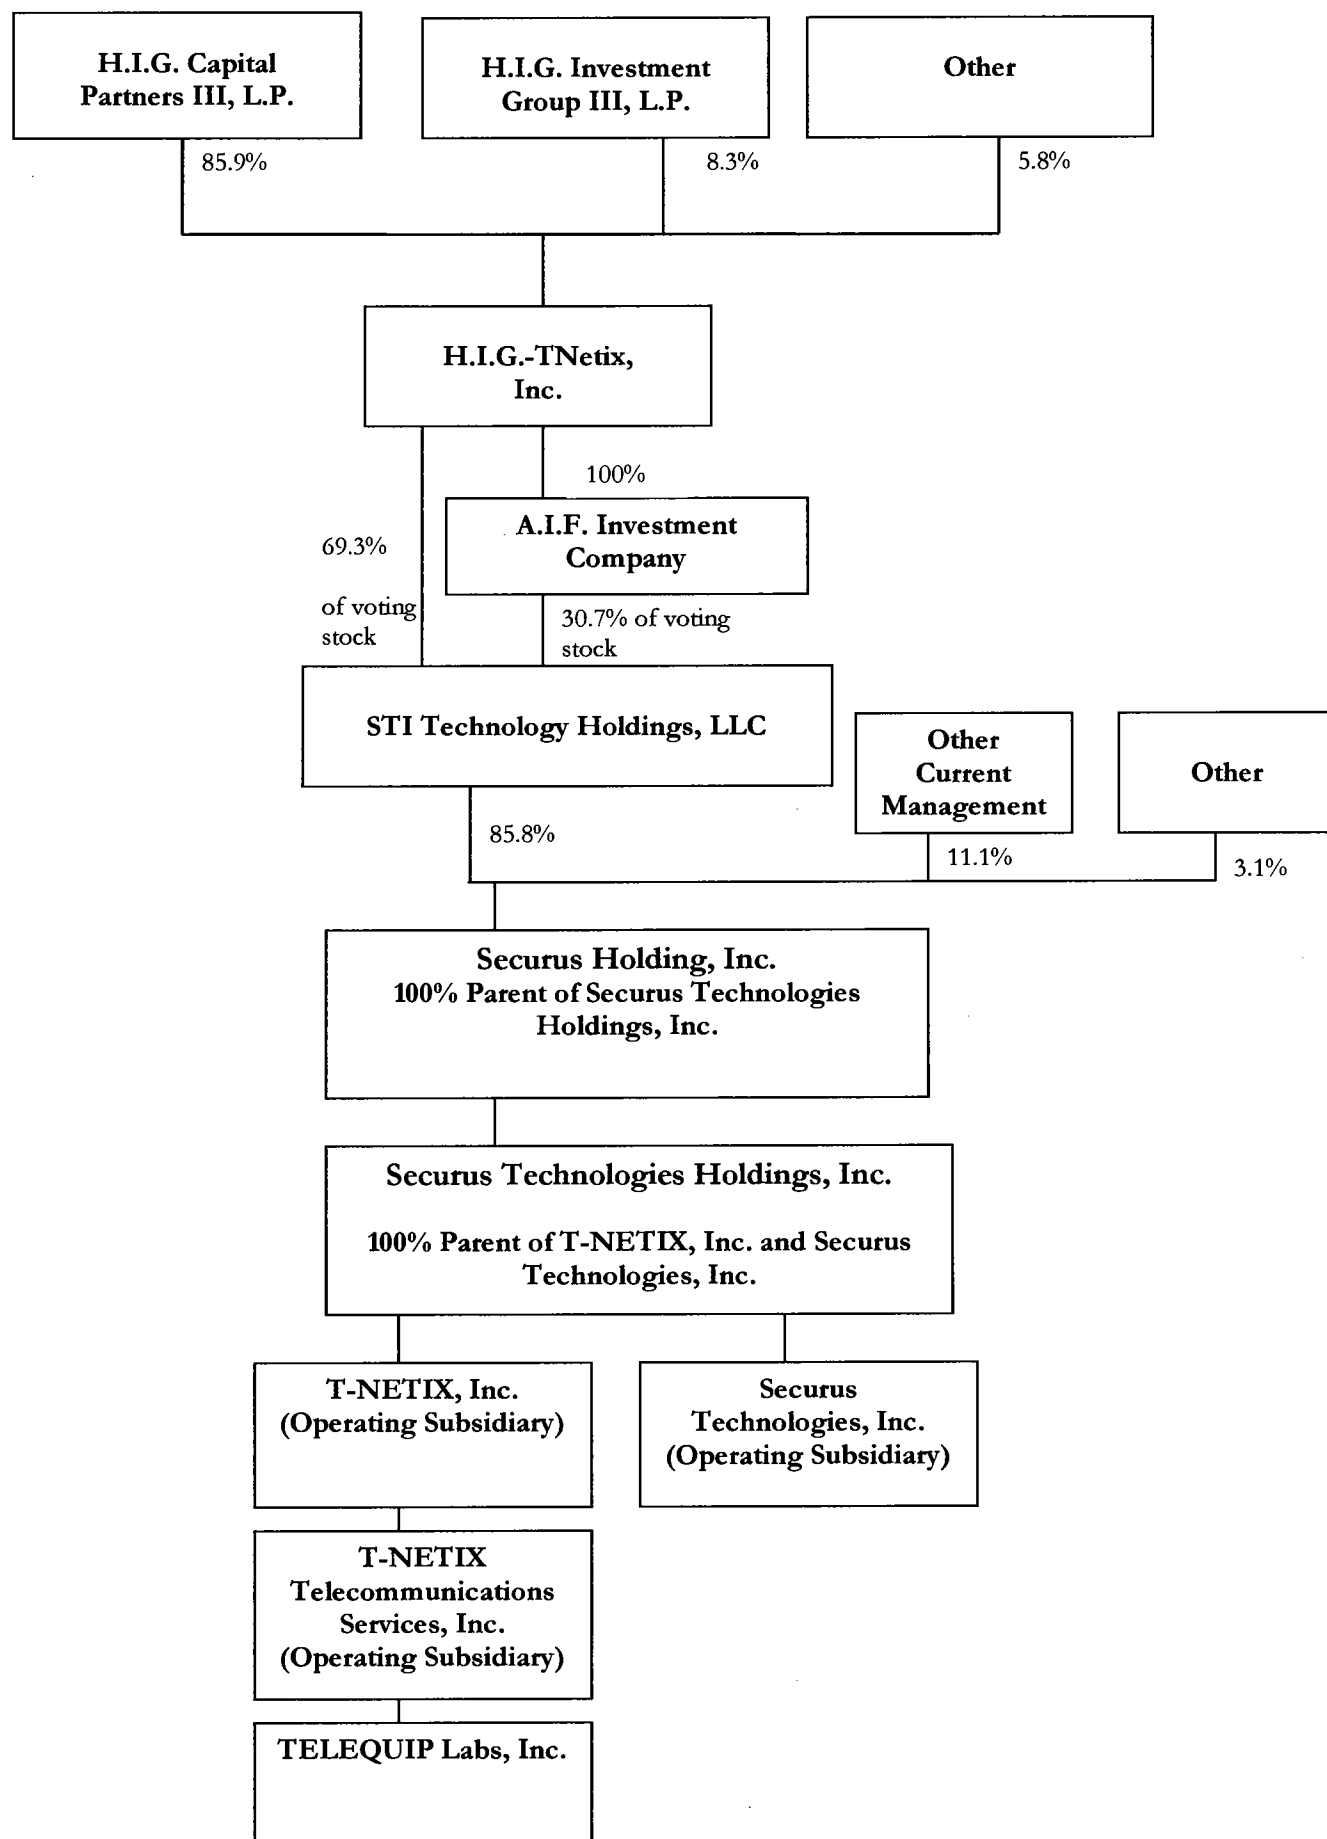 H.I.G. Capital
Partners III, L.P.
H.I.G. Investment
Group III, L.P.
Other
85.9%
8.3%
5.8%
H.I.G.-TNetix,
Inc.
100%
A.I.F. Investment
Company
69.3%
of voting
stock
30.7% of voting
stock
STI Technology Holdings, LLC
Other
Current
Management
Other
85.8%
11.1%
3.1%
Securus Holding, Inc.
100% Parent of Securus Technologies
Holdings, Inc.
Securus Technologies Holdings, Inc.
100% Parent of T-NETIX, Inc. and Securus
Technologies, Inc.
T-NETIX, Inc.
(Operating Subsidiary)
Securus
Technologies, Inc.
(Operating Subsidiary)
T-NETIX
Telecommunications
Services, Inc.
(Operating Subsidiary)
TELEQUIP Labs, Inc.